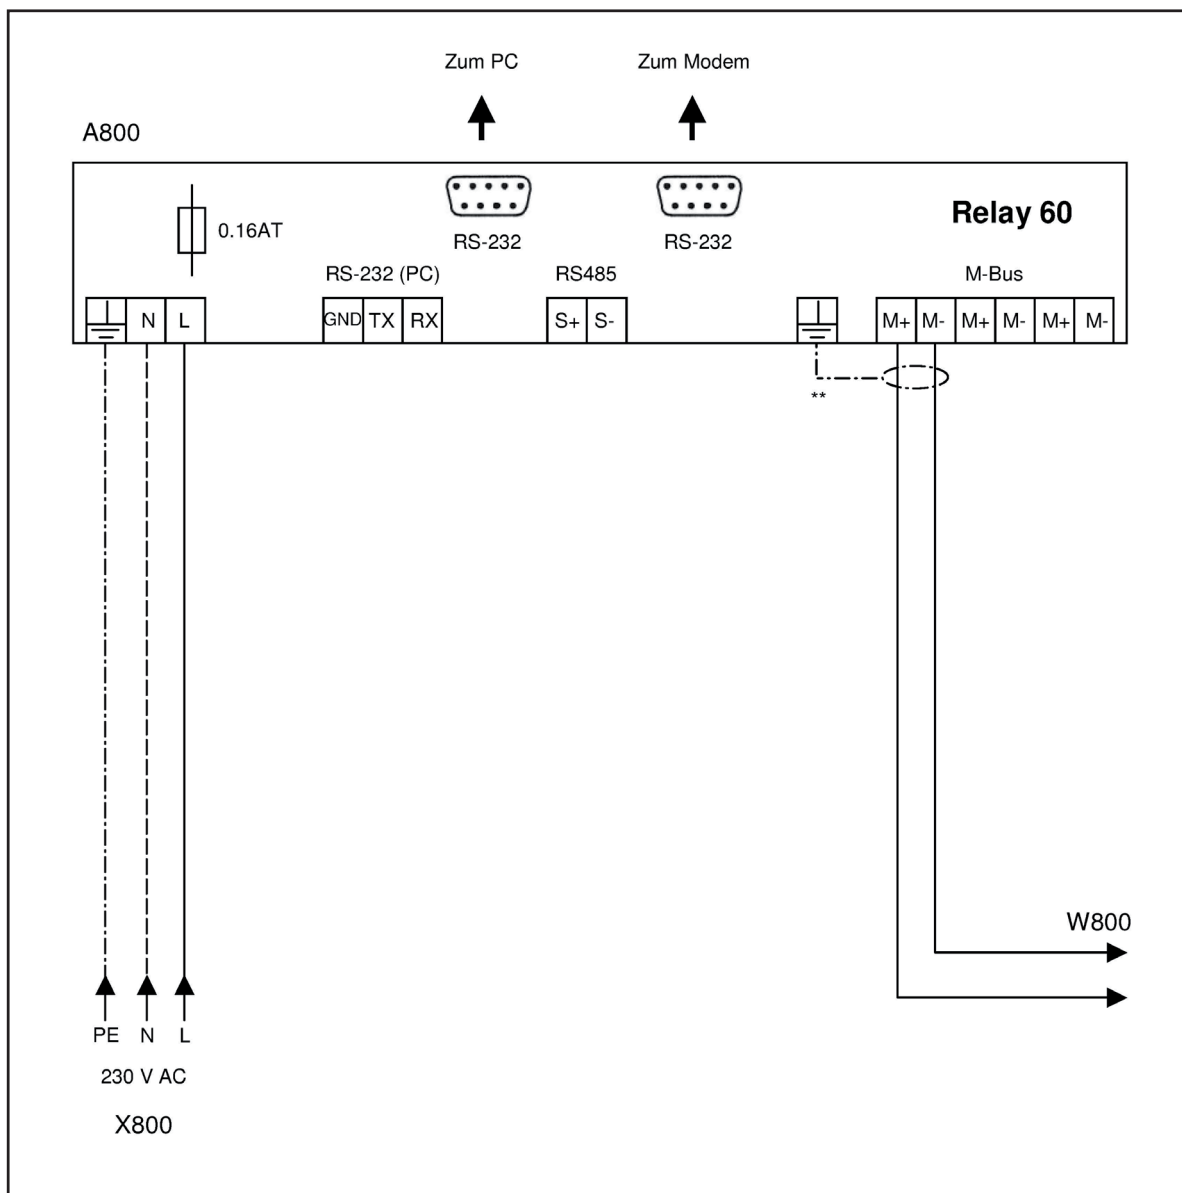 Zum PC Zum Modem
A800
Relay 60
0.16AT
RS-232 RS-232
RS-232 (PC) RS485 M-Bus
N L GND TX RX S+ S- M+ M- M+ M- M+ M-
**
W800
PE N L
230 V AC
X800